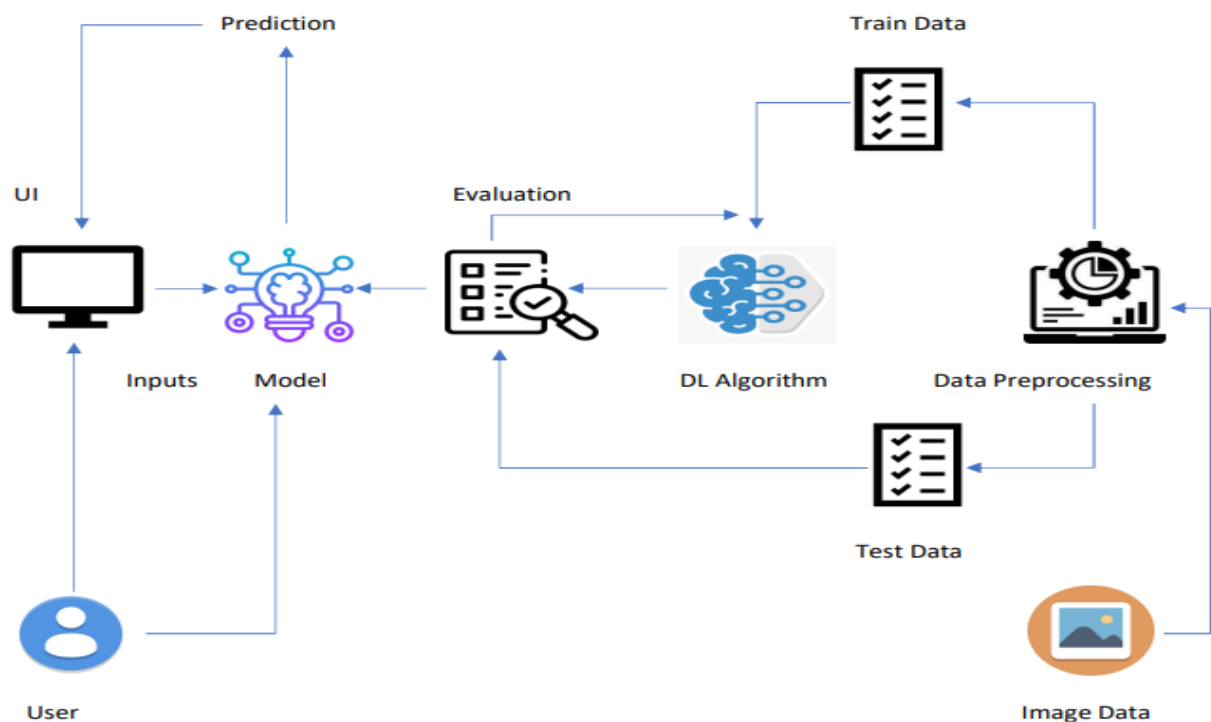 Prediction
Train Data
UI
Evaluation
Inputs
Model
DL Algorithm
Data Preprocessing
Test Data
User
Image Data